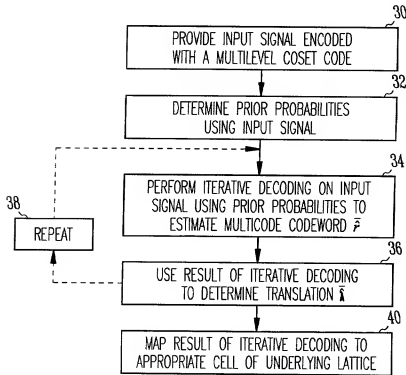 30
PROVIDE INPUT SIGNAL ENCODED
WITH A MULTILEVEL COSET CODE
32
DETERMINE PRIOR PROBABILITIES
USING INPUT SIGNAL
34
PERFORM ITERATIVE DECODING ON INPUT
SIGNAL USING PRIOR PROBABILITIES TO
ESTIMATE MULTICODE CODEWORD
38
REPEAT
36
USE RESULT OF ITERATIVE DECODING
TO DETERMINE TRANSLATION
40
MAP RESULT OF ITERATIVE DECODING TO
APPROPRIATE CELL OF UNDERLYING LATTICE